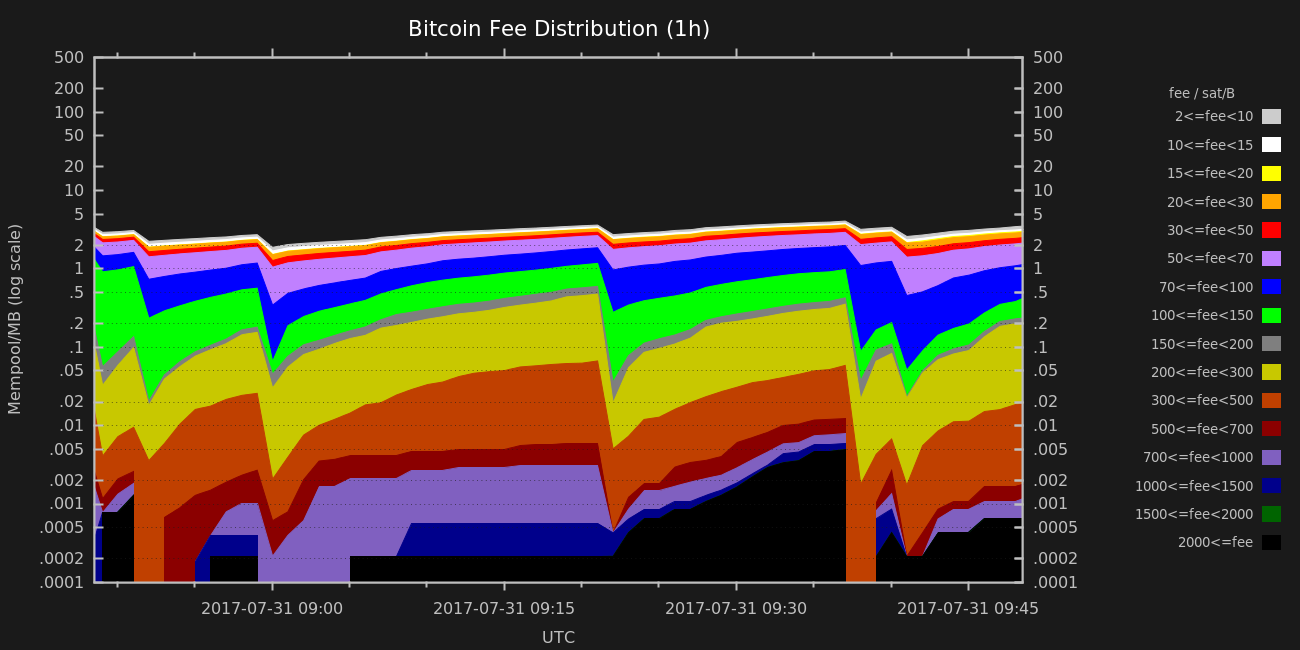 Bitcoin Fee Distribution (1h)
500
200
100
50
20
10
5
2
1
.5
.2
.1
.05
.02
.01
.005
.002
.001
.0005
.0002
.0001
Mempool/MB (log scale)
500
200
100
50
20
10
5
2
1
.5
.2
.1
.05
.02
.01
.005
.002
.001
.0005
.0002
.0001
2017-07-31 09:00
2017-07-31 09:15
2017-07-31 09:30
2017-07-31 09:45
UTC
fee / sat/B
2<=fee<10
10<=fee<15
15<=fee<20
20<=fee<30
30<=fee<50
50<=fee<70
70<=fee<100
100<=fee<150
150<=fee<200
200<=fee<300
300<=fee<500
500<=fee<700
700<=fee<1000
1000<=fee<1500
1500<=fee<2000
2000<=fee